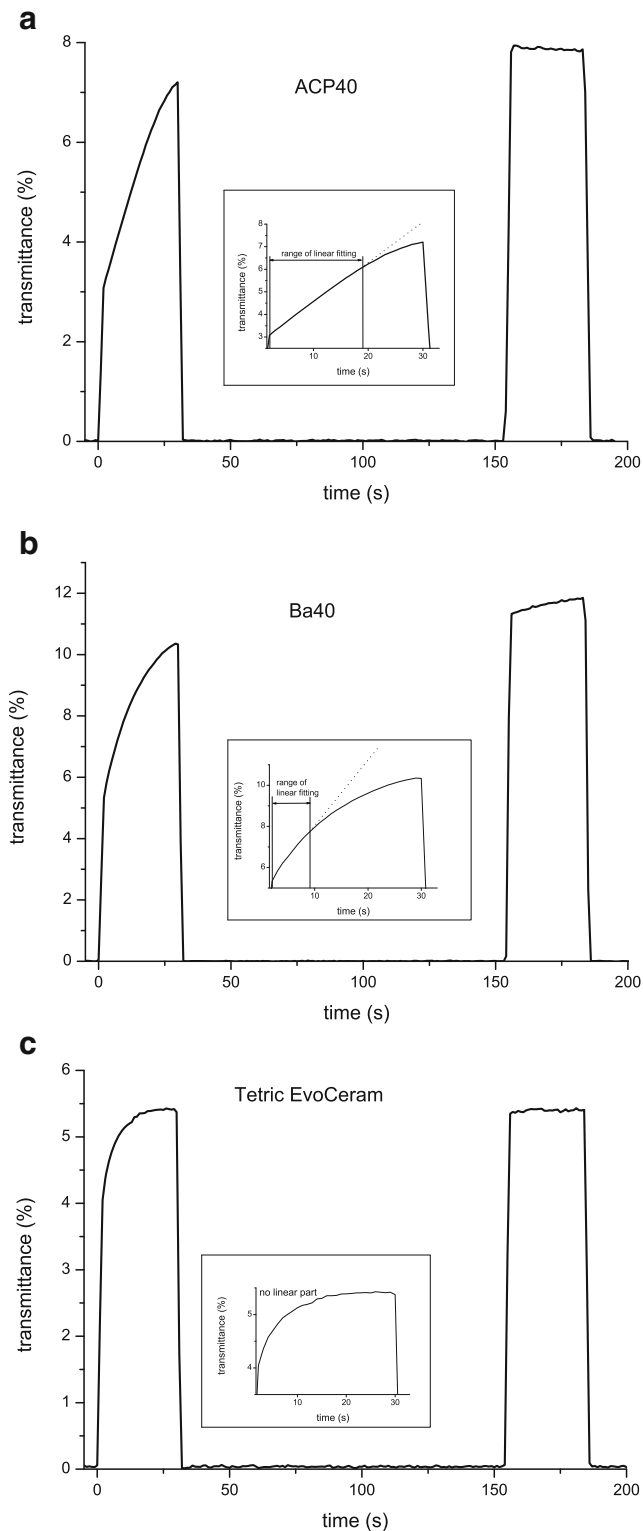 a
8
6
4
2
0
transmittance (%)
ACP40
8
7
6
5
4
3
transmittance (%)
range of linear fitting
10
20
30
time (s)
0
50
100
150
200
time (s)
b
12
10
8
6
4
2
0
transmittance (%)
Ba40
10
8
6
transmittance (%)
range of
linear fitting
10
20
30
time (s)
0
50
100
150
200
time (s)
c
6
5
4
3
2
1
0
transmittance (%)
Tetric EvoCeram
no linear part
5
4
transmittance (%)
10
20
30
time (s)
0
50
100
150
200
time (s)